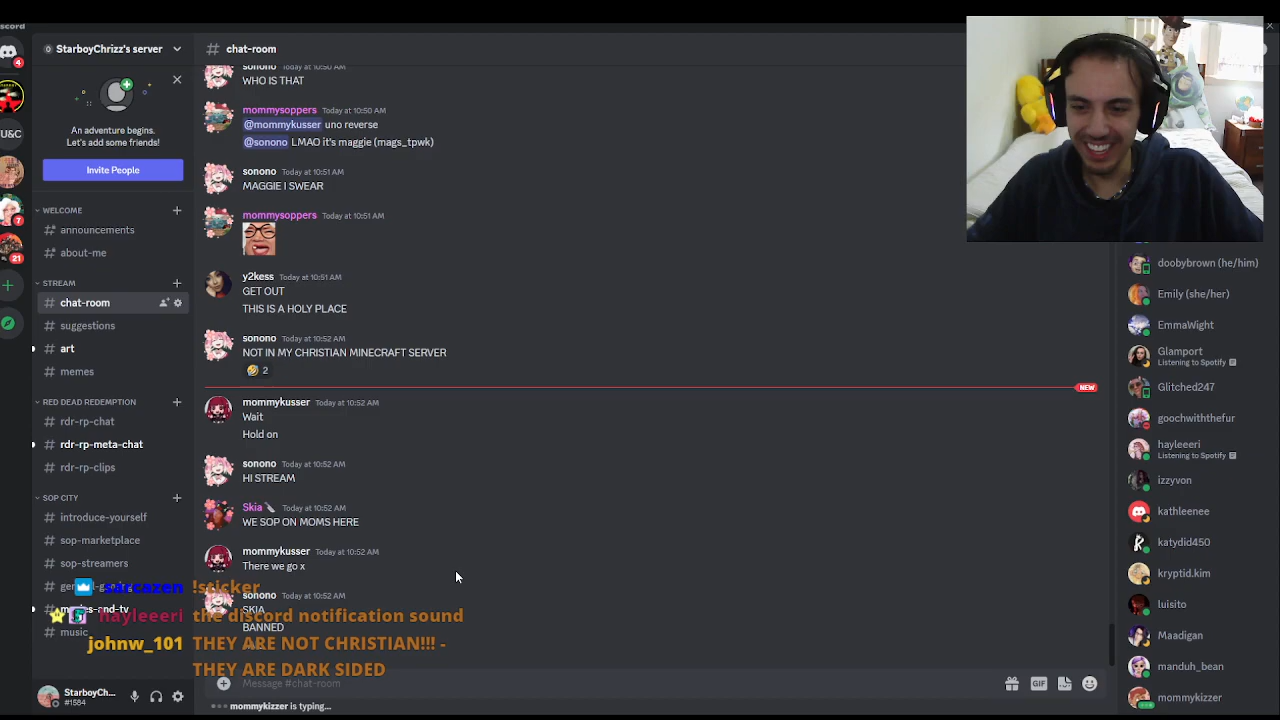 StarboyChrizz's server
chat-room
An adventure begins.
Let's add some friends!
Invite People
WELCOME
announcements
about-me
STREAM
chat-room
suggestions
art
memes
RED DEAD REDEMPTION
rdr-rp-chat
rdr-rp-meta-chat
rdr-rp-clips
SOP CITY
introduce-yourself
sop-marketplace
sop-streamers
music
StarboyCh...
#1584
4
U&C
7
21
sonono Today at 10:50 AM
WHO IS THAT
mommysoppers Today at 10:50 AM
@mommykusser uno reverse
@sonono LMAO it's maggie (mags_tpwk)
sonono Today at 10:51 AM
MAGGIE I SWEAR
mommysoppers Today at 10:51 AM
y2kess Today at 10:51 AM
GET OUT
THIS IS A HOLY PLACE
sonono Today at 10:52 AM
NOT IN MY CHRISTIAN MINECRAFT SERVER
2
NEW
mommykusser Today at 10:52 AM
Wait
Hold on
sonono Today at 10:52 AM
HI STREAM
Skia Today at 10:52 AM
WE SOP ON MOMS HERE
mommykusser Today at 10:52 AM
There we go x
sonono Today at 10:52 AM
SKIA
BANNED
sarcazen !sticker
hayleeeri the discord notification sound
johnw_101 THEY ARE NOT CHRISTIAN!!! -
THEY ARE DARK SIDED
Message #chat-room
GIF
mommykizzer is typing...
doobybrown (he/him)
Emily (she/her)
EmmaWight
Glamport
Listening to Spotify
Glitched247
goochwiththefur
hayleeri
Listening to Spotify
izzyvon
kathleenee
katydid450
kryptid.kim
luisito
Maadigan
manduh_bean
mommykizzer